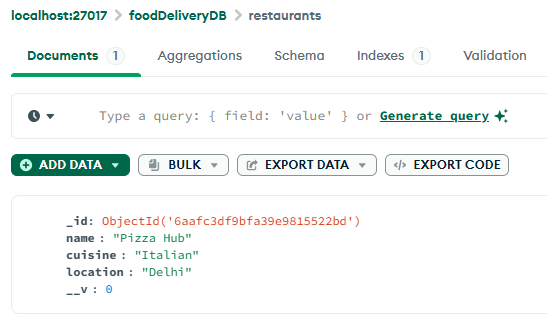 localhost:27017 > foodDeliveryDB > restaurants
Documents 1 Aggregations Schema Indexes 1 Validation
Type a query: { field: 'value' } or Generate query
ADD DATA BULK EXPORT DATA </> EXPORT CODE
_id: ObjectId('6aafc3df9bfa39e9815522bd')
name : "Pizza Hub"
cuisine : "Italian"
location : "Delhi"
__v : 0